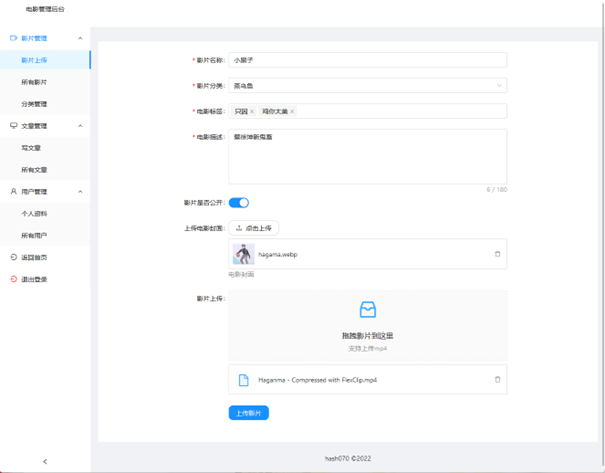 电影管理后台
影片管理
影片上传
所有影片
分类管理
文章管理
写文章
所有文章
用户管理
个人资料
所有用户
返回首页
退出登录
* 影片名称: 小黑子
* 影片分类: 蒸乌鱼
* 电影标签: 只因 × 鸡你太美 ×
* 电影描述: 蔡徐坤新鬼畜
6 / 180
影片是否公开:
上传电影封面: 点击上传
hagama.webp
电影封面
影片上传:
拖拽影片到这里
支持上传mp4
Haganma - Compressed with FlexClip.mp4
上传影片
hash070 ©2022